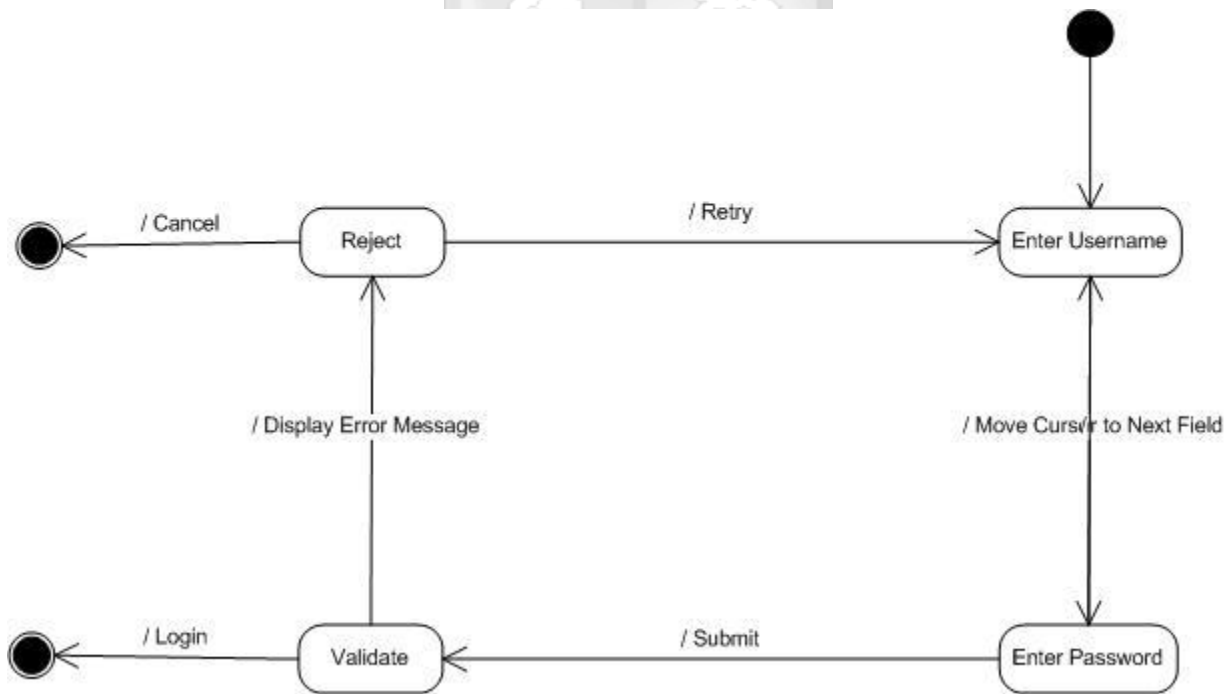 / Cancel
Reject
/ Retry
Enter Username
/ Display Error Message
/ Move Cursor to Next Field
/ Login
Validate
/ Submit
Enter Password